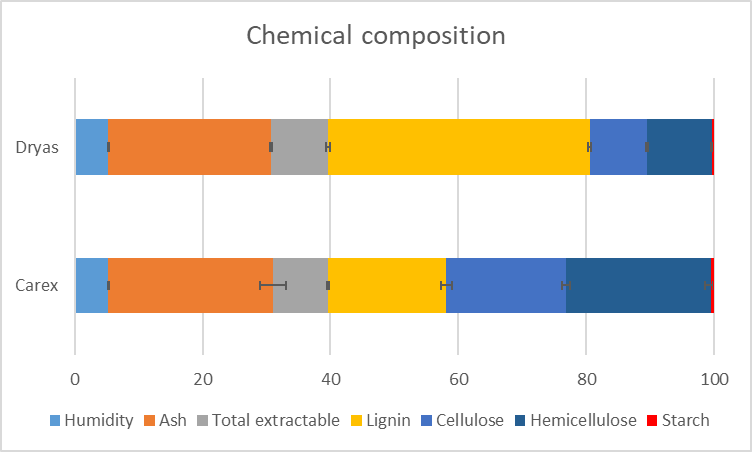 Chemical composition
Dryas
Carex
0 20 40 60 80 100
Humidity Ash Total extractable Lignin Cellulose Hemicellulose Starch